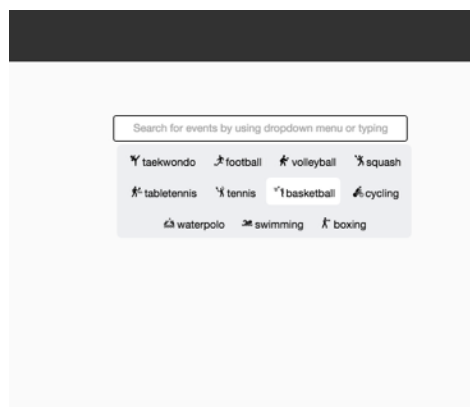 Search for events by using dropdown menu or typing
taekwondo football volleyball squash
tabletennis tennis basketball cycling
waterpolo swimming boxing